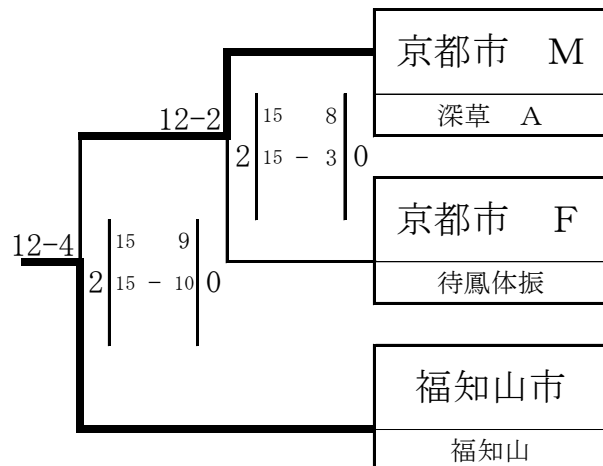 京都市　Ｍ
深草　Ａ
12-2
15　8
2　15 - 3　0
京都市　Ｆ
待鳳体振
12-4
15　9
2　15 - 10　0
福知山市
福知山